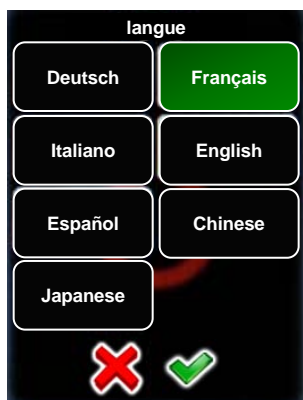 langue
Deutsch Français
Italiano English
Español Chinese
Japanese